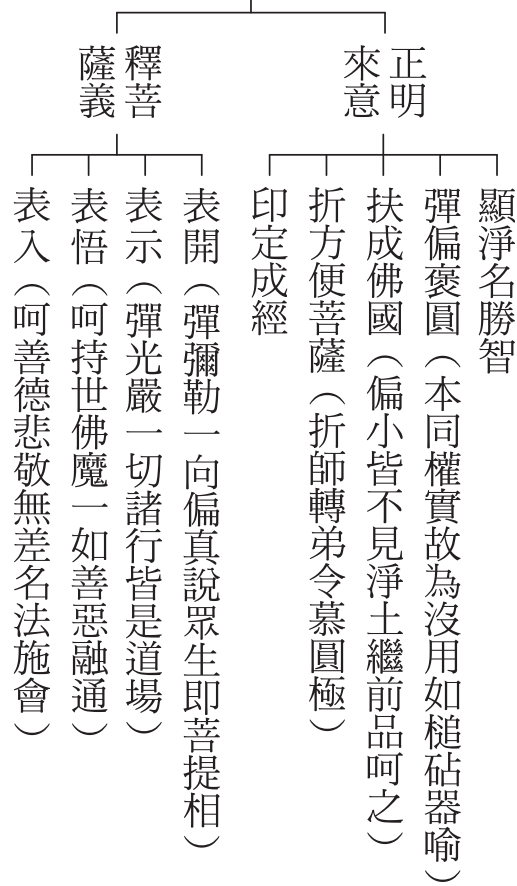 正明
來意
顯淨名勝智
彈偏褒圓（本同權實故為沒用如槌砧器喻）
扶成佛國（偏小皆不見淨土繼前品呵之）
折方便菩薩（折師轉弟令慕圓極）
印定成經
釋菩
薩義
表開（彈彌勒一向偏真說眾生即菩提相）
表示（彈光嚴一切諸行皆是道場）
表悟（呵持世佛魔一如善惡融通）
表入（呵善德悲敬無差名法施會）